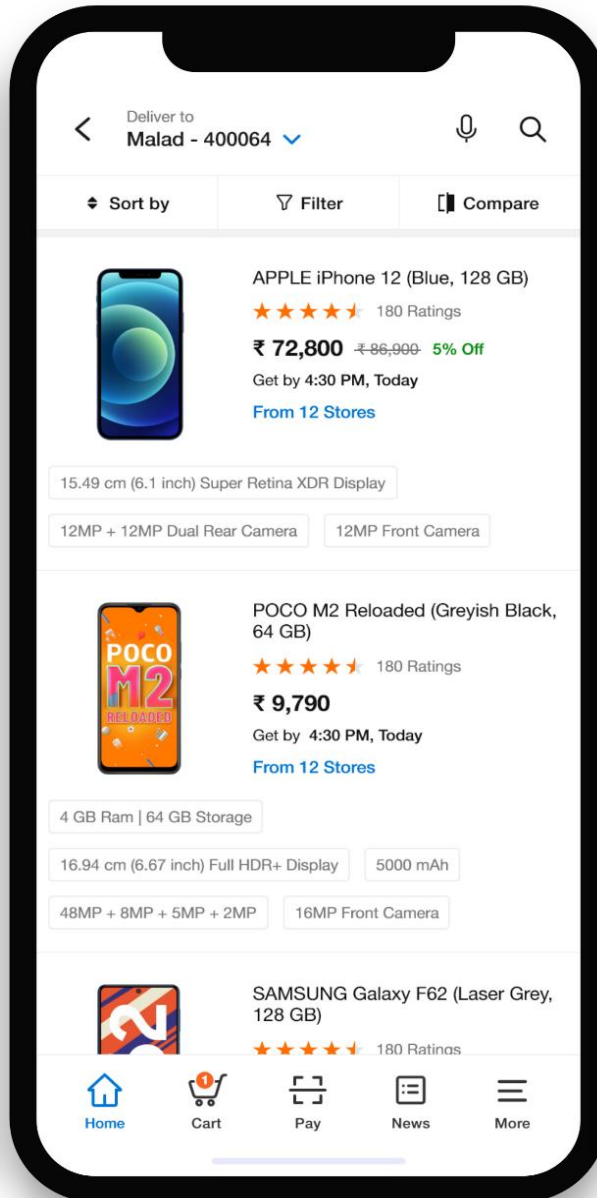 Deliver to
Malad - 400064
Sort by
Filter
Compare
APPLE iPhone 12 (Blue, 128 GB)
180 Ratings
₹ 72,800 ₹ 86,900 5% Off
Get by 4:30 PM, Today
From 12 Stores
15.49 cm (6.1 inch) Super Retina XDR Display
12MP + 12MP Dual Rear Camera
12MP Front Camera
POCO M2 Reloaded (Greyish Black,
64 GB)
POCO
M2
RELOADED
180 Ratings
₹ 9,790
Get by 4:30 PM, Today
From 12 Stores
4 GB Ram | 64 GB Storage
16.94 cm (6.67 inch) Full HDR+ Display
5000 mAh
48MP + 8MP + 5MP + 2MP
16MP Front Camera
SAMSUNG Galaxy F62 (Laser Grey,
128 GB)
180 Ratings
1
Home
Cart
Pay
News
More